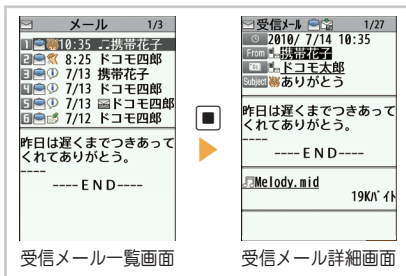 メール 1/3
1 10:35 ♫携帯花子
2 8:25 ドコモ四郎
3 7/13 携帯花子
4 7/13 ドコモ四郎
5 7/13 ドコモ四郎
6 7/12 ドコモ四郎
昨日は遅くまでつきあって
くれてありがとう。
----
----END----
受信メール一覧画面
受信メール 1/27
2010/ 7/14 10:35
From 携帯花子
To ドコモ太郎
Subject ありがとう
昨日は遅くまでつきあって
くれてありがとう。
----
----END----
♫Melody.mid
19Kバイト
受信メール詳細画面